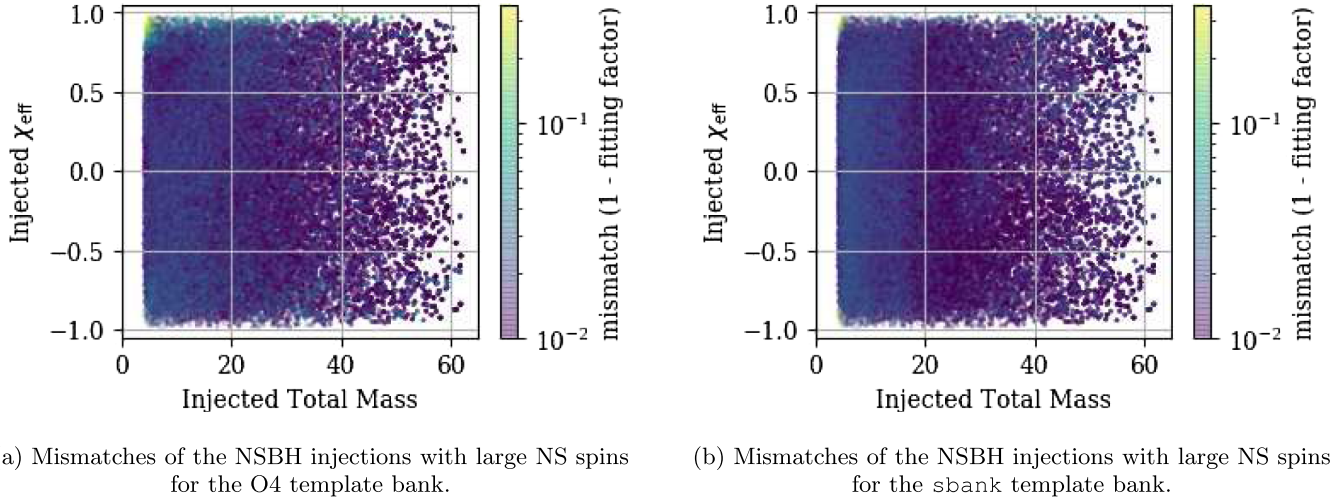 1.0
0.5
0.0
−0.5
−1.0
Injected χeff
0
20
40
60
Injected Total Mass
10⁻¹
10⁻²
mismatch (1 - fitting factor)
1.0
0.5
0.0
−0.5
−1.0
Injected χeff
0
20
40
60
Injected Total Mass
10⁻¹
10⁻²
mismatch (1 - fitting factor)
a) Mismatches of the NSBH injections with large NS spins
for the O4 template bank.
(b) Mismatches of the NSBH injections with large NS spins
for the sbank template bank.